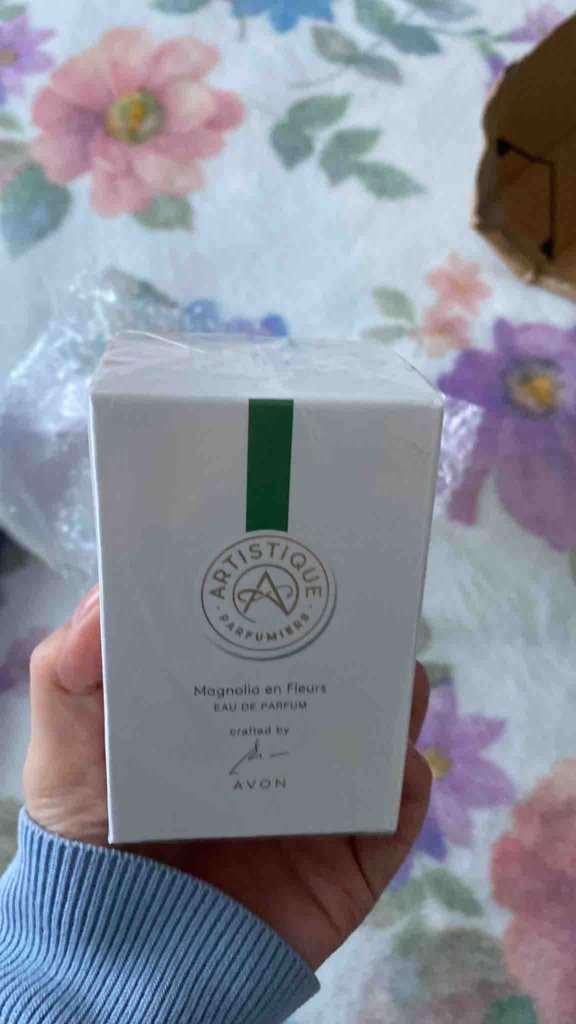 ARTISTIQUE
PARFUMIERS
Magnolia en Fleurs
EAU DE PARFUM
crafted by
AVON